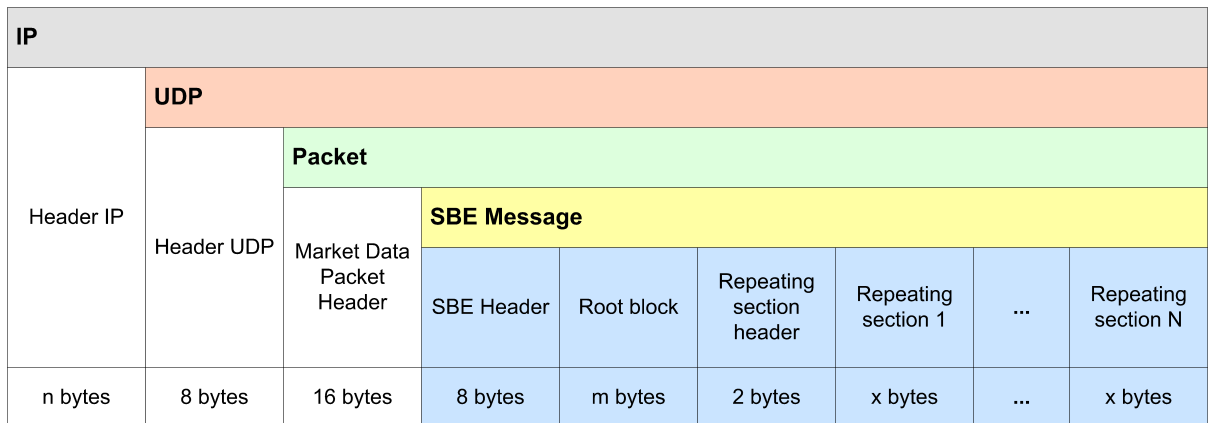 IP
UDP
Packet
SBE Message
Header IP
Header UDP
Market Data
Packet
Header
SBE Header
Root block
Repeating
section
header
Repeating
section 1
...
Repeating
section N
n bytes
8 bytes
16 bytes
8 bytes
m bytes
2 bytes
x bytes
...
x bytes